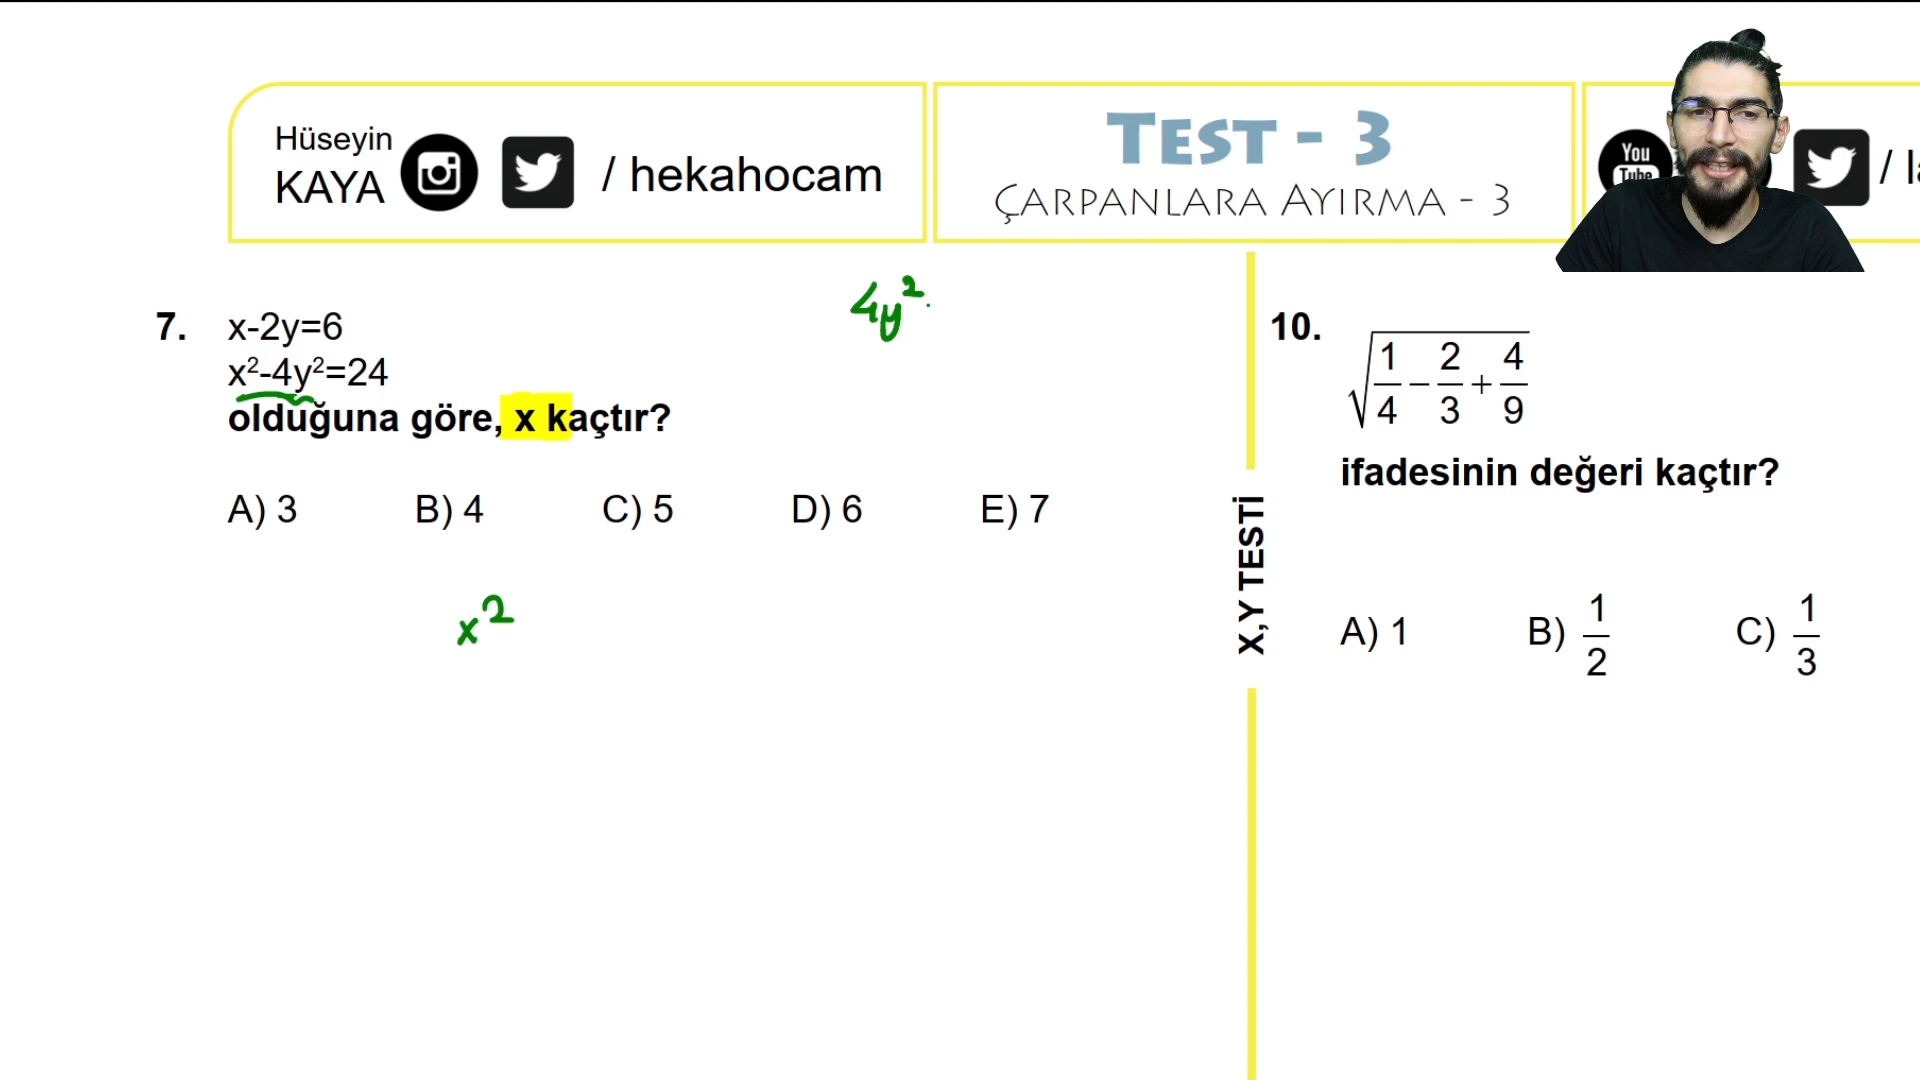 Hüseyin
KAYA
/ hekahocam
TEST - 3
ÇARPANLARA AYIRMA - 3
You
Tube
/ la
4y².
7. x-2y=6
x²-4y²=24
olduğuna göre, x kaçtır?
A) 3 B) 4 C) 5 D) 6 E) 7
x²
X,Y TESTİ
10. √(1/4 - 2/3 + 4/9)
ifadesinin değeri kaçtır?
A) 1 B) 1/2 C) 1/3